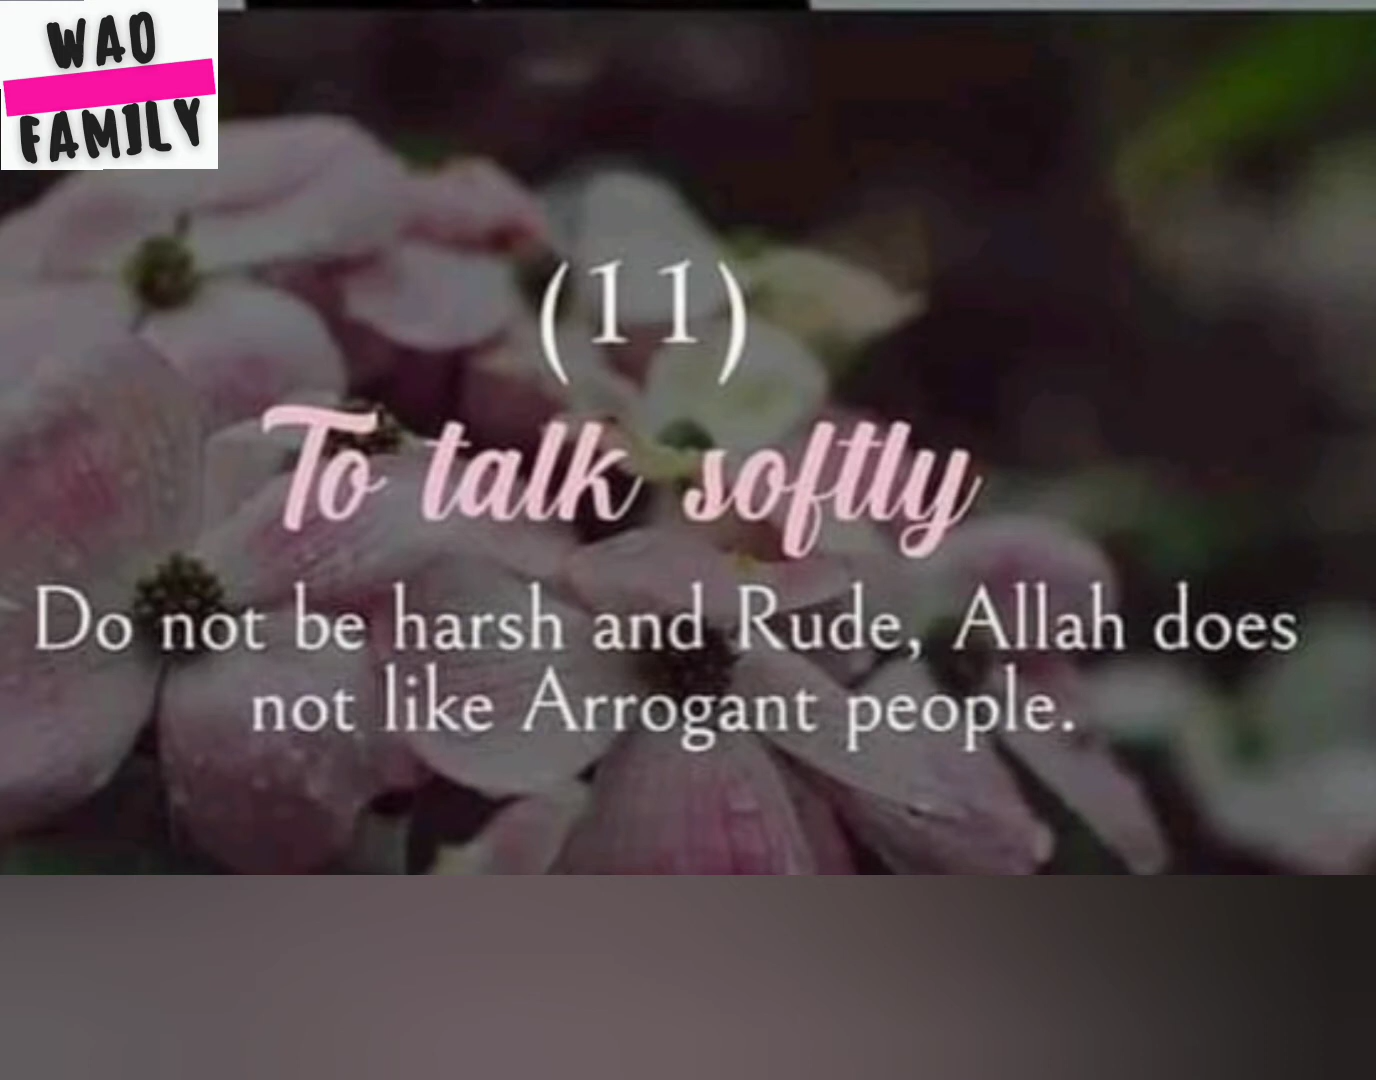 WAO
FAMILY
(11)
To talk softly
Do not be harsh and Rude, Allah does
not like Arrogant people.